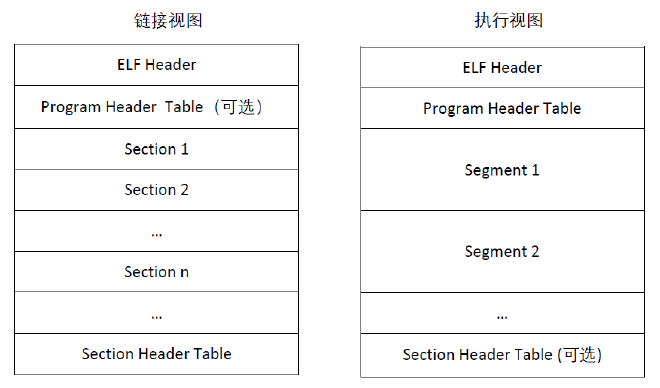 链接视图
ELF Header
Program Header Table（可选）
Section 1
Section 2
...
Section n
...
Section Header Table
执行视图
ELF Header
Program Header Table
Segment 1
Segment 2
...
Section Header Table (可选)